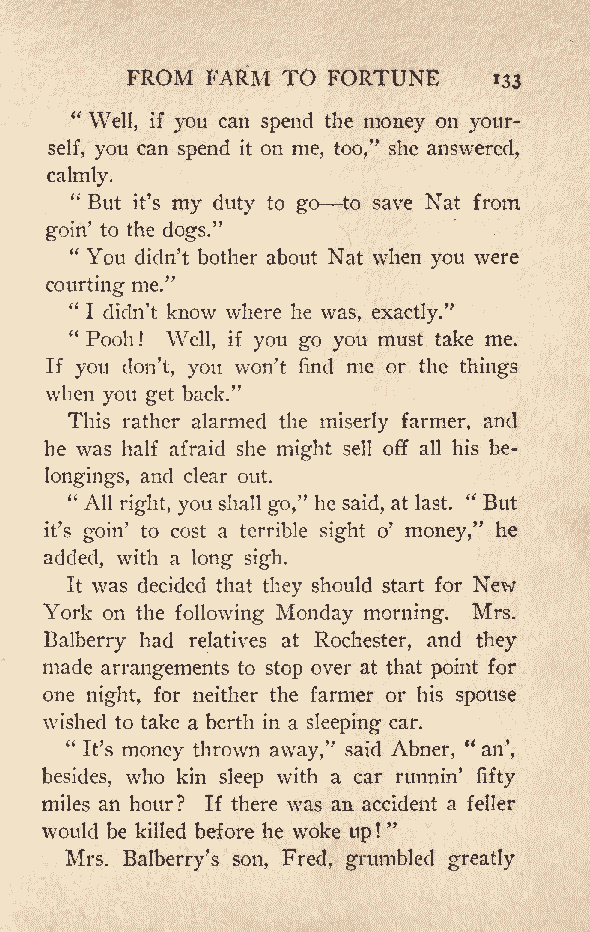 FROM FARM TO FORTUNE 133
" Well, if you can spend the money on your-
self, you can spend it on me, too," she answered,
calmly.
" But it's my duty to go—to save Nat from
goin' to the dogs."
" You didn't bother about Nat when you were
courting me."
" I didn't know where he was, exactly."
" Pooh! Well, if you go you must take me.
If you don't, you won't find me or the things
when you get back."
This rather alarmed the miserly farmer, and
he was half afraid she might sell off all his be-
longings, and clear out.
" All right, you shall go," he said, at last. " But
it's goin' to cost a terrible sight o' money," he
added, with a long sigh.
It was decided that they should start for New
York on the following Monday morning. Mrs.
Balberry had relatives at Rochester, and they
made arrangements to stop over at that point for
one night, for neither the farmer or his spouse
wished to take a berth in a sleeping car.
" It's money thrown away," said Abner, " an',
besides, who kin sleep with a car runnin' fifty
miles an hour? If there was an accident a feller
would be killed before he woke up! "
Mrs. Balberry's son, Fred, grumbled greatly